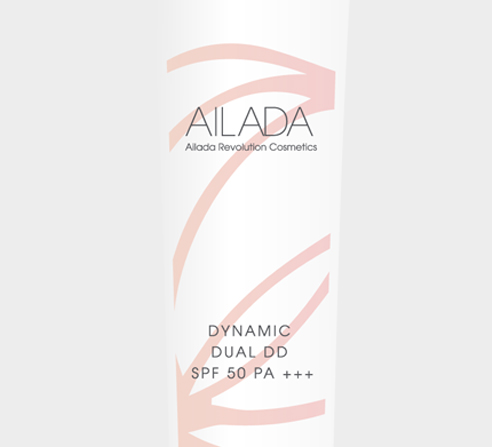 AILADA
Ailada Revolution Cosmetics
DYNAMIC
DUAL DD
SPF 50 PA +++